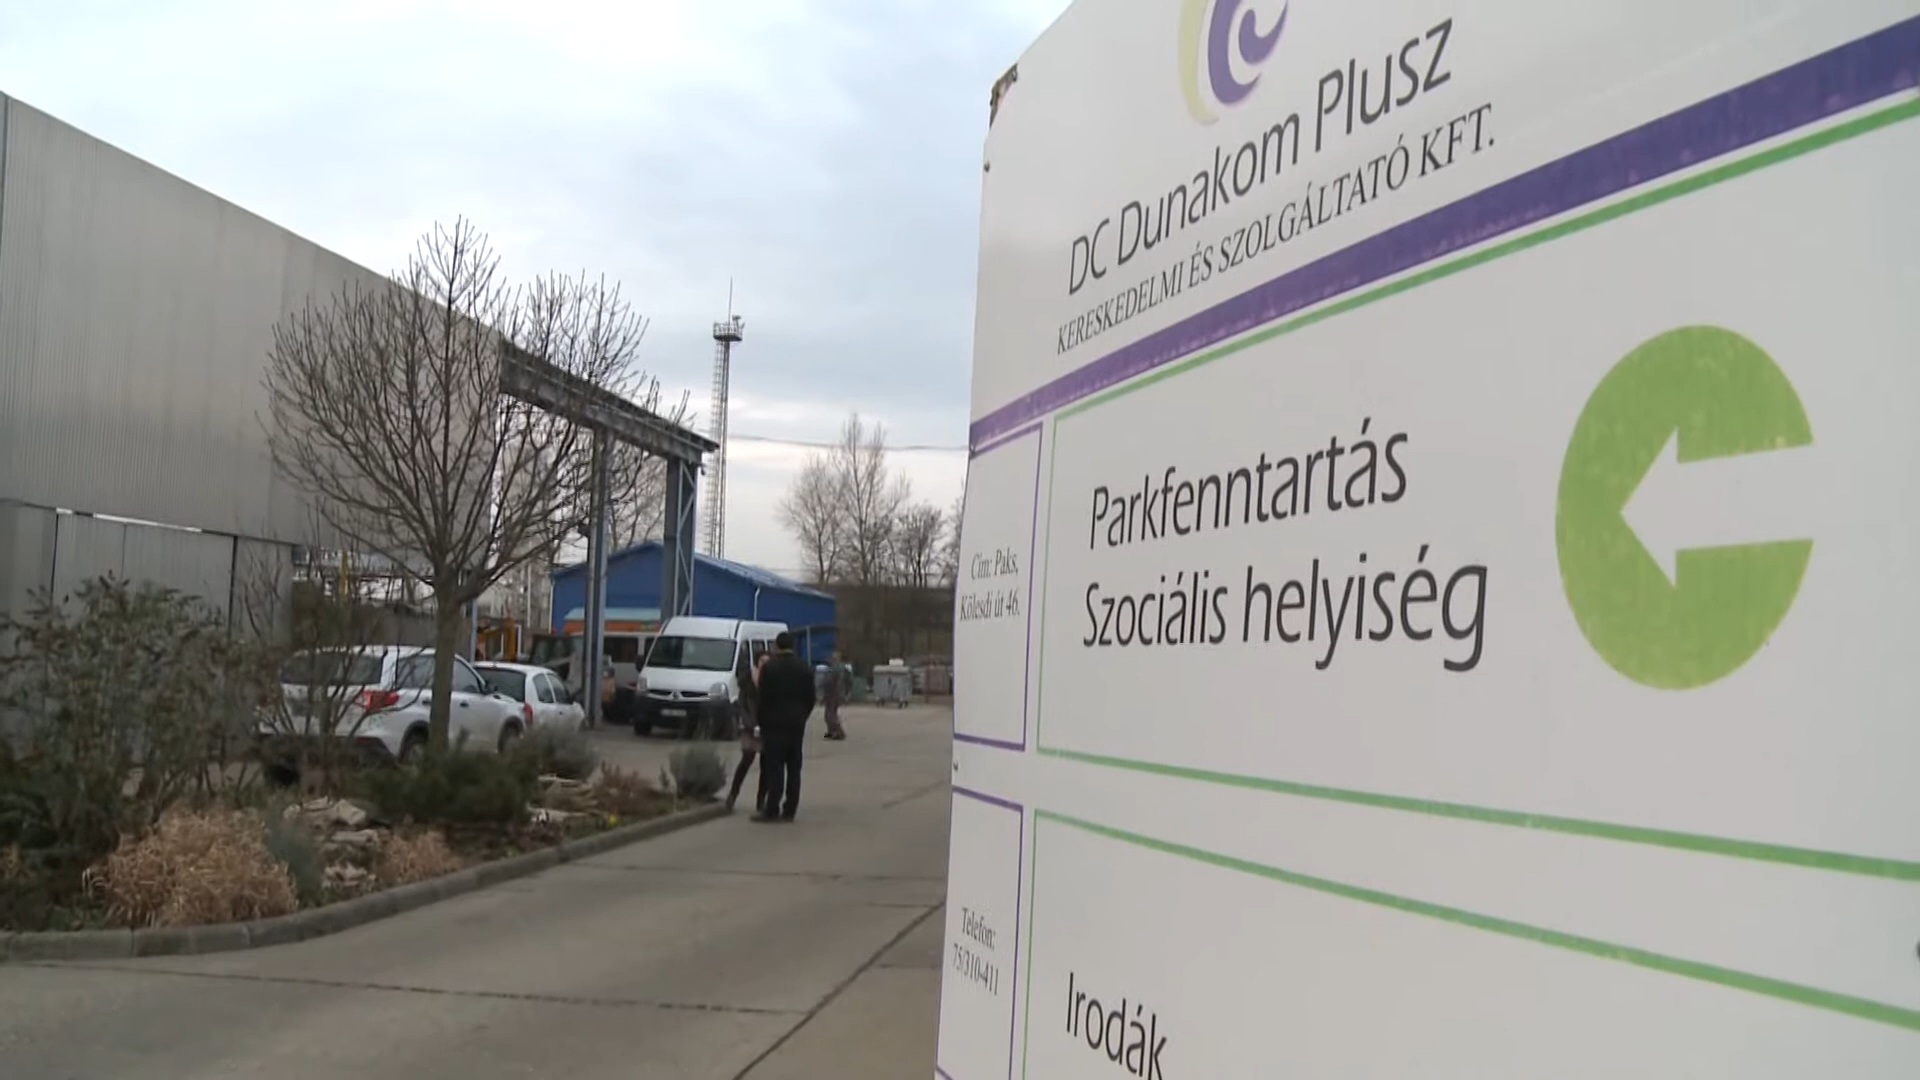 DC Dunakom Plusz
KERESKEDELMI ÉS SZOLGÁLTATÓ KFT.
Cím: Paks,
Kölesdi út 46.
Parkfenntartás
Szociális helyiség
Telefon:
75/310-411
Irodák